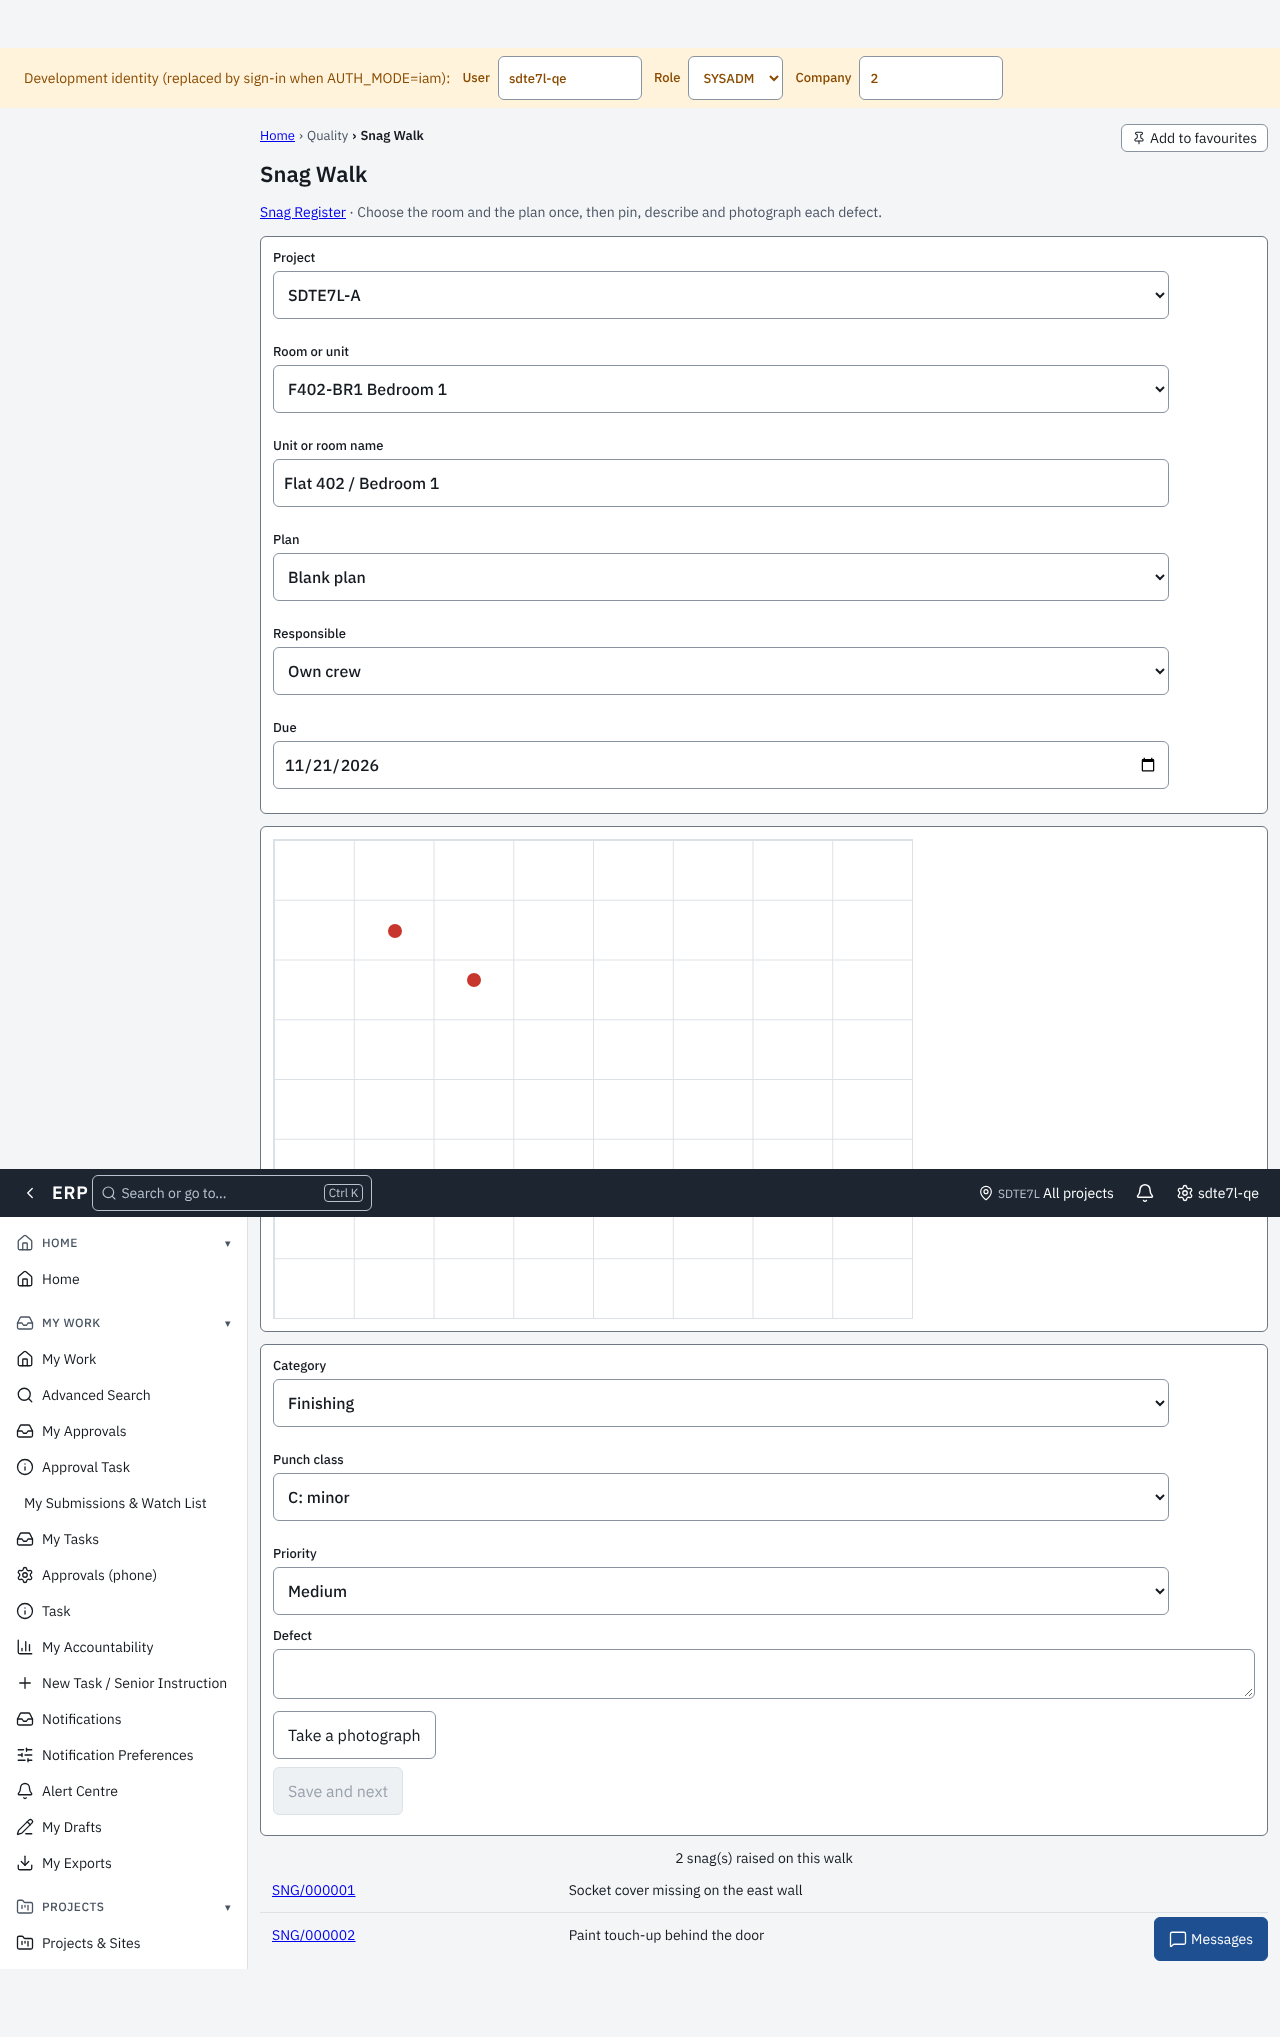 Development identity (replaced by sign-in when AUTH_MODE=iam): User sdte7l-qe Role SYSADM Company 2
Home › Quality › Snag Walk
Add to favourites
Snag Walk
Snag Register · Choose the room and the plan once, then pin, describe and photograph each defect.
Project
SDTE7L-A
Room or unit
F402-BR1 Bedroom 1
Unit or room name
Flat 402 / Bedroom 1
Plan
Blank plan
Responsible
Own crew
Due
11/21/2026
ERP Search or go to... Ctrl K SDTE7L All projects sdte7l-qe
HOME
Home
MY WORK
My Work
Advanced Search
My Approvals
Approval Task
My Submissions & Watch List
My Tasks
Approvals (phone)
Task
My Accountability
New Task / Senior Instruction
Notifications
Notification Preferences
Alert Centre
My Drafts
My Exports
PROJECTS
Projects & Sites
Category
Finishing
Punch class
C: minor
Priority
Medium
Defect
Take a photograph
Save and next
2 snag(s) raised on this walk
SNG/000001 Socket cover missing on the east wall
SNG/000002 Paint touch-up behind the door
Messages